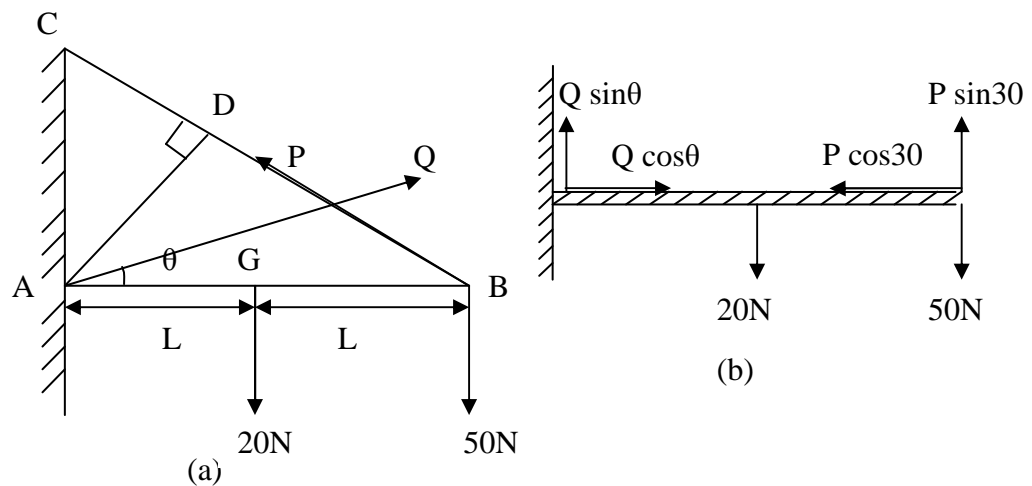 C
D
P
Q
A
θ
G
B
L
L
20N
50N
(a)
Q sinθ
P sin30
Q cosθ
P cos30
20N
50N
(b)